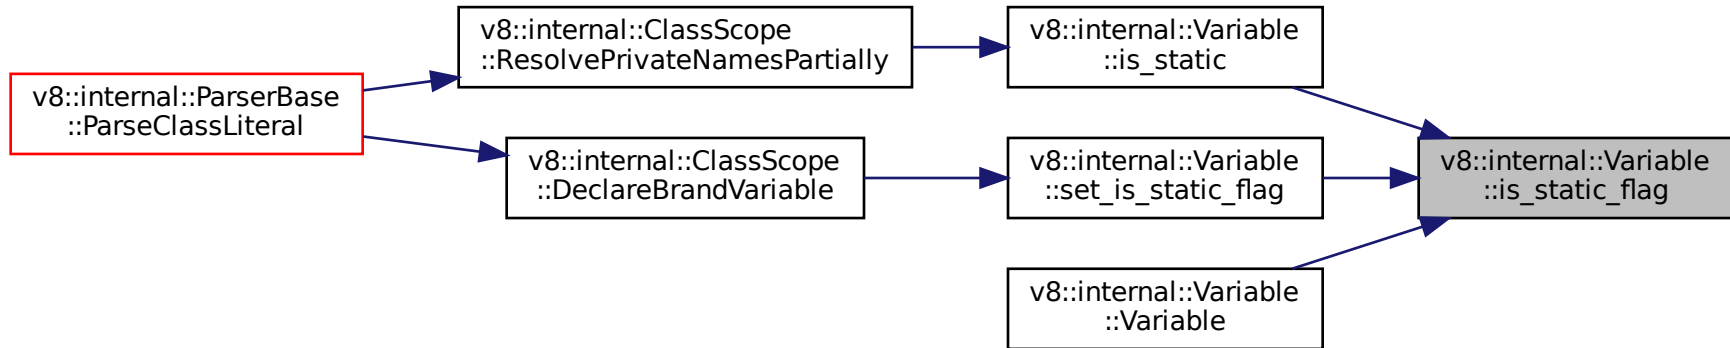 v8::internal::ParserBase
::ParseClassLiteral
v8::internal::ClassScope
::ResolvePrivateNamesPartially
v8::internal::ClassScope
::DeclareBrandVariable
v8::internal::Variable
::is_static
v8::internal::Variable
::set_is_static_flag
v8::internal::Variable
::Variable
v8::internal::Variable
::is_static_flag